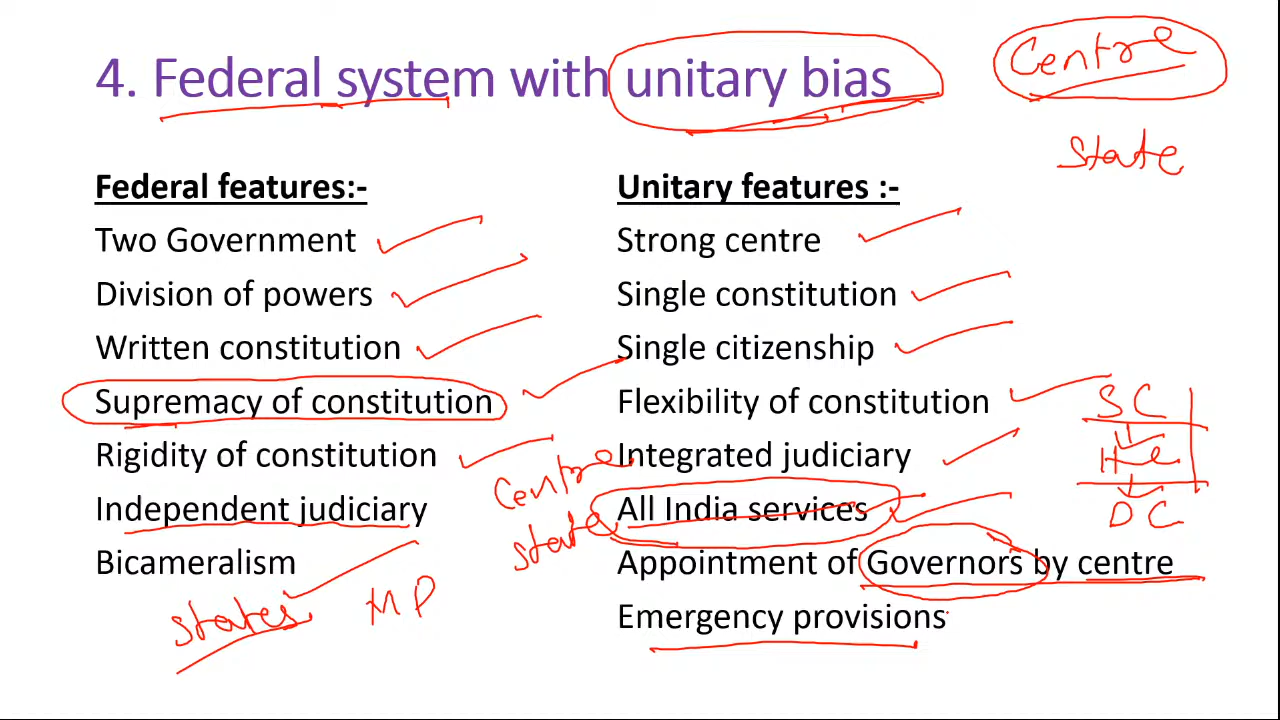 4. Federal system with unitary bias
Centre
State
Federal features:-
Two Government
Division of powers
Written constitution
Supremacy of constitution
Rigidity of constitution
Independent judiciary
Bicameralism
states
MP
Centre
state
Unitary features :-
Strong centre
Single constitution
Single citizenship
Flexibility of constitution
Integrated judiciary
All India services
Appointment of Governors by centre
Emergency provisions
SC
HC
DC